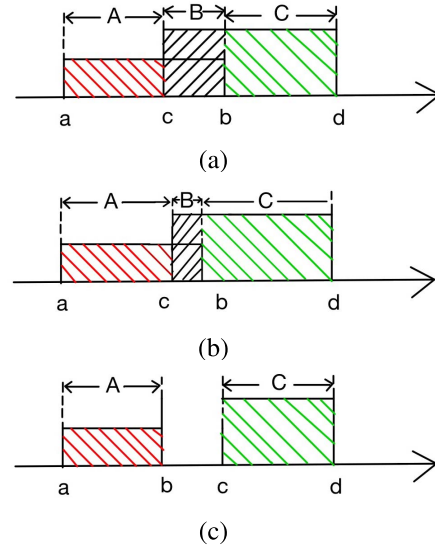 A B C
a c b d
(a)
A B C
a c b d
(b)
A C
a b c d
(c)